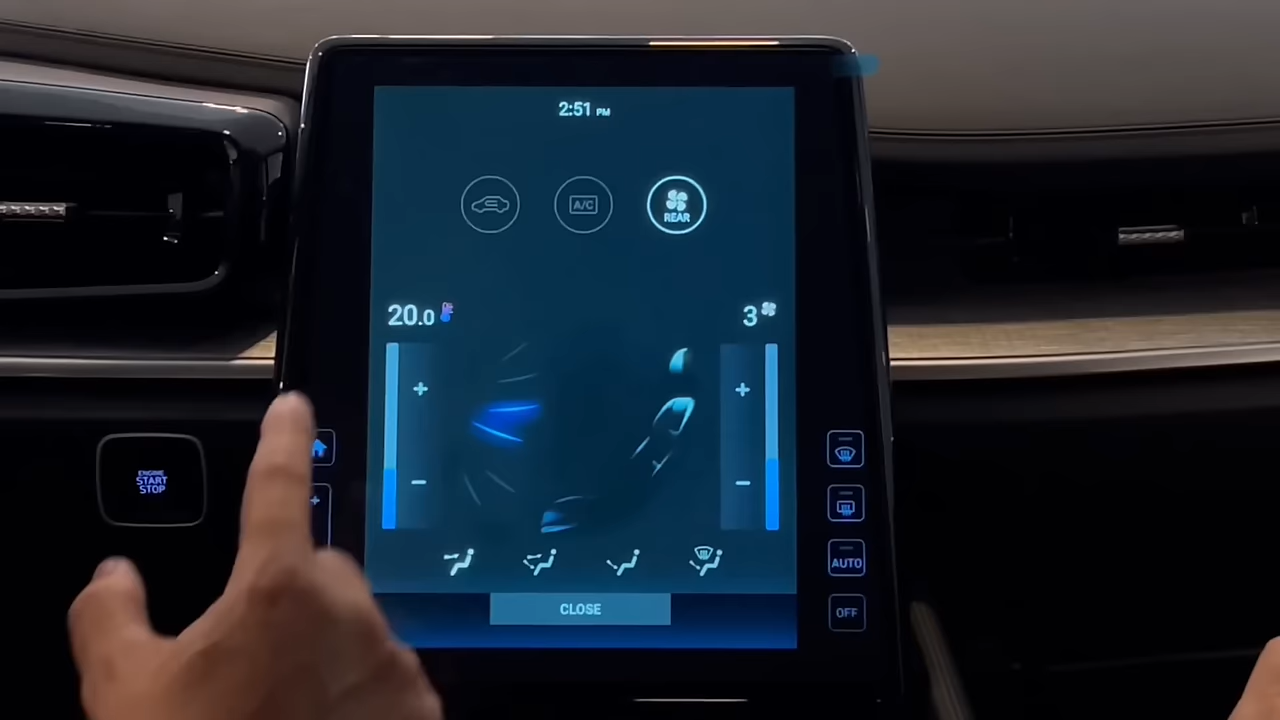 2:51 PM
A/C
REAR
20.0
3
+
+
-
-
ENGINE
START
STOP
+
AUTO
OFF
CLOSE